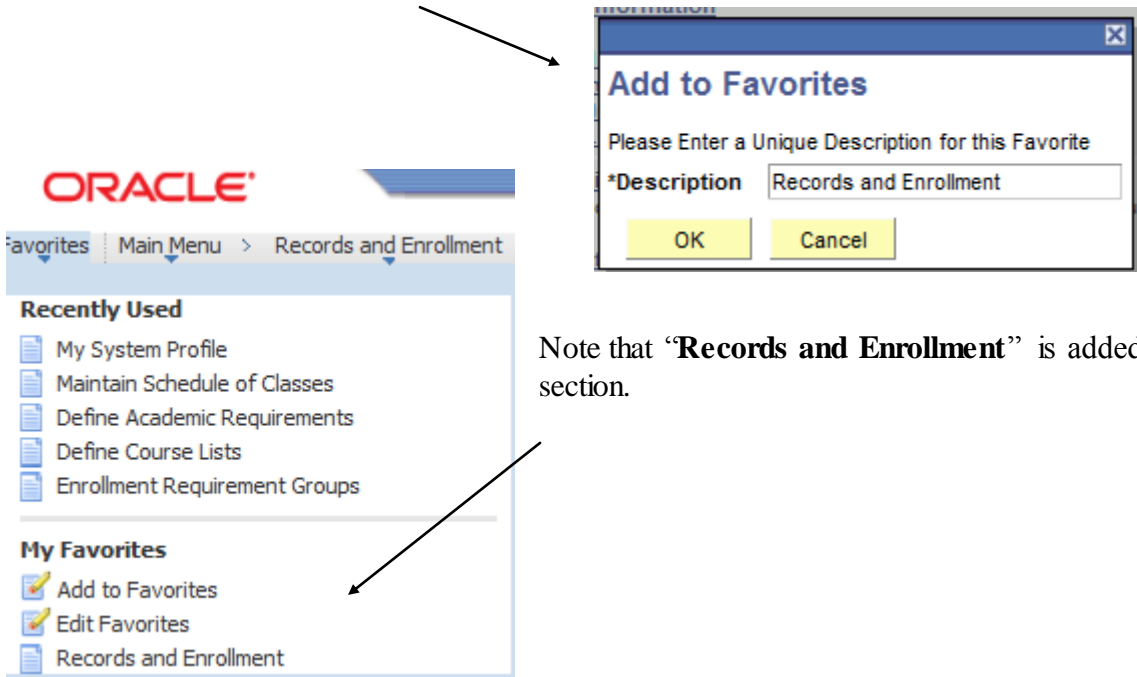 Add to Favorites
Please Enter a Unique Description for this Favorite
*Description Records and Enrollment
OK Cancel
ORACLE
Favorites Main Menu > Records and Enrollment
Recently Used
My System Profile
Maintain Schedule of Classes
Define Academic Requirements
Define Course Lists
Enrollment Requirement Groups
My Favorites
Add to Favorites
Edit Favorites
Records and Enrollment
Note that “Records and Enrollment” is added
section.